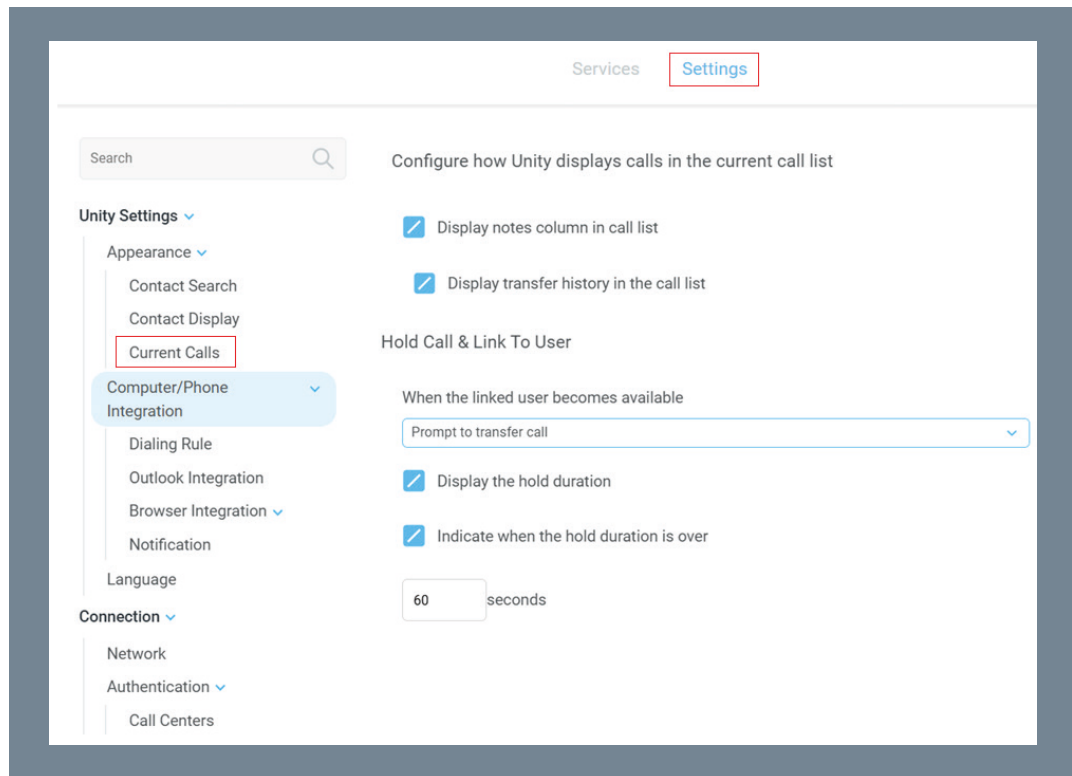 Services Settings
Search
Unity Settings
Appearance
Contact Search
Contact Display
Current Calls
Computer/Phone
Integration
Dialing Rule
Outlook Integration
Browser Integration
Notification
Language
Connection
Network
Authentication
Call Centers
Configure how Unity displays calls in the current call list
Display notes column in call list
Display transfer history in the call list
Hold Call & Link To User
When the linked user becomes available
Prompt to transfer call
Display the hold duration
Indicate when the hold duration is over
60 seconds